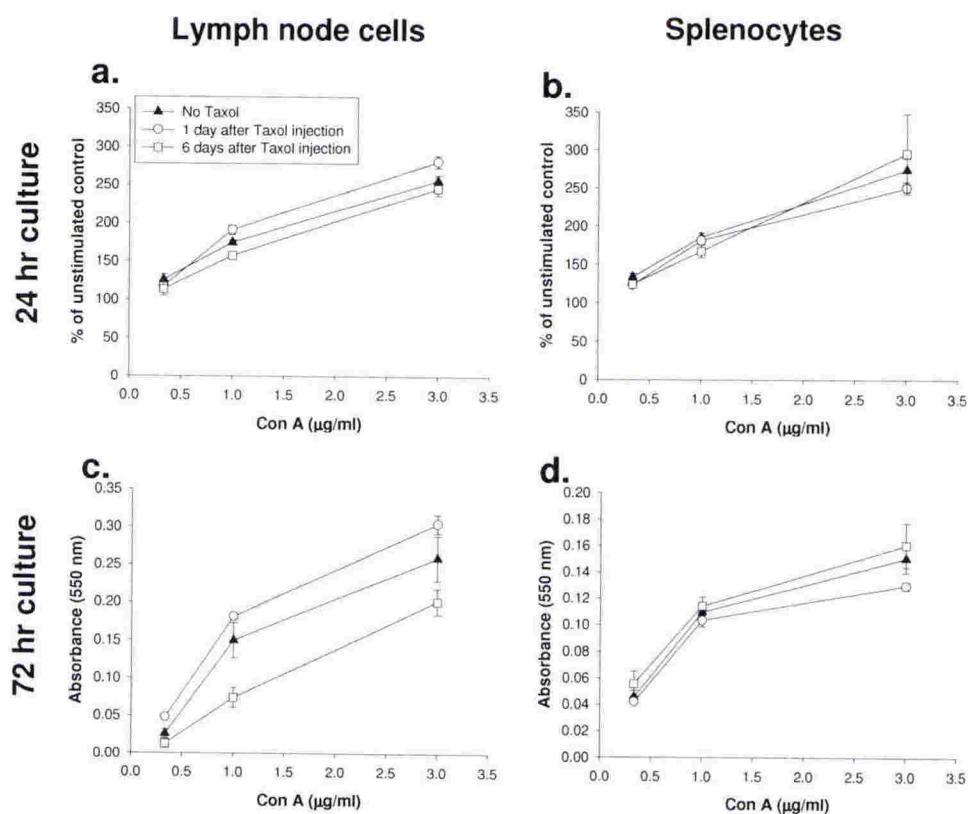 Lymph node cells
Splenocytes
24 hr culture
a.
No Taxol
1 day after Taxol injection
6 days after Taxol injection
% of unstimulated control
350
300
250
200
150
100
50
0
0.0 0.5 1.0 1.5 2.0 2.5 3.0 3.5
Con A (µg/ml)
b.
% of unstimulated control
350
300
250
200
150
100
50
0
0.0 0.5 1.0 1.5 2.0 2.5 3.0 3.5
Con A (µg/ml)
72 hr culture
c.
Absorbance (550 nm)
0.35
0.30
0.25
0.20
0.15
0.10
0.05
0.00
0.0 0.5 1.0 1.5 2.0 2.5 3.0 3.5
Con A (µg/ml)
d.
Absorbance (550 nm)
0.20
0.18
0.16
0.14
0.12
0.10
0.08
0.06
0.04
0.02
0.00
0.0 0.5 1.0 1.5 2.0 2.5 3.0 3.5
Con A (µg/ml)